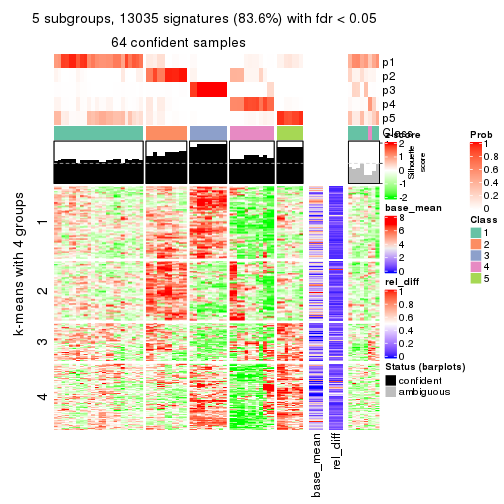 5 subgroups, 13035 signatures (83.6%) with fdr < 0.05
64 confident samples
p1
p2
p3
p4
p5
Class
k-means with 4 groups
1
2
3
4
z-score
2
1
0
-1
-2
Silhouette
score
base_mean
8
6
4
2
0
rel_diff
1
0.8
0.6
0.4
0.2
0
Status (barplots)
confident
ambiguous
Prob
1
0.8
0.6
0.4
0.2
0
Class
1
2
3
4
5
base_mean
rel_diff